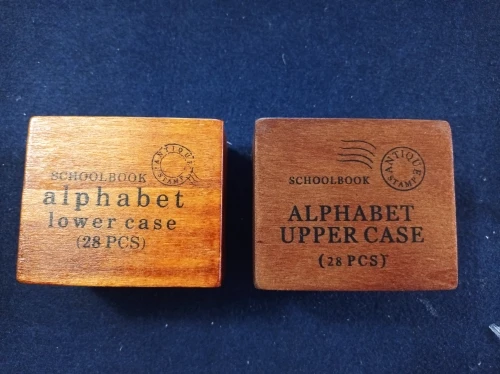 ANTIQUE
STAMP
SCHOOLBOOK
alphabet
lower case
(28 PCS)
ANTIQUE
STAMP
SCHOOLBOOK
ALPHABET
UPPER CASE
(28 PCS)